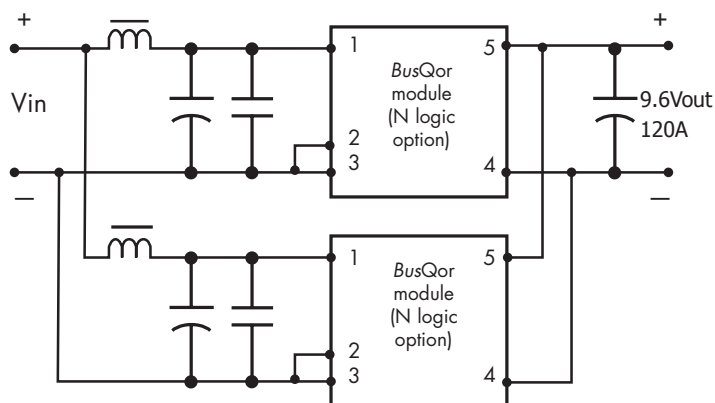 +
+
1
5
BusQor
module
(N logic
option)
Vin
9.6Vout
120A
2
3
4
—
—
1
5
BusQor
module
(N logic
option)
2
3
4